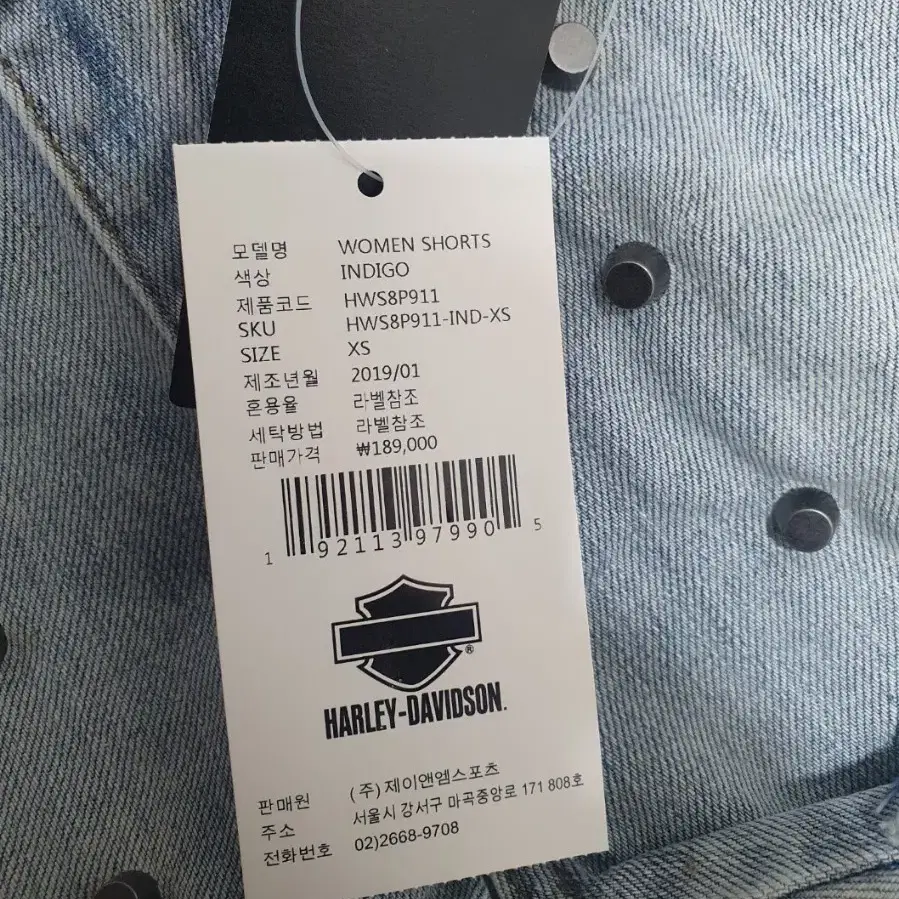 모델명 WOMEN SHORTS
색상 INDIGO
제품코드 HWS8P911
SKU HWS8P911-IND-XS
SIZE XS
제조년월 2019/01
혼용율 라벨참조
세탁방법 라벨참조
판매가격 ₩189,000
1 92113 97990 5
®
HARLEY-DAVIDSON.
판매원 (주)제이앤엠스포츠
주소 서울시 강서구 마곡중앙로 171 808호
전화번호 02)2668-9708